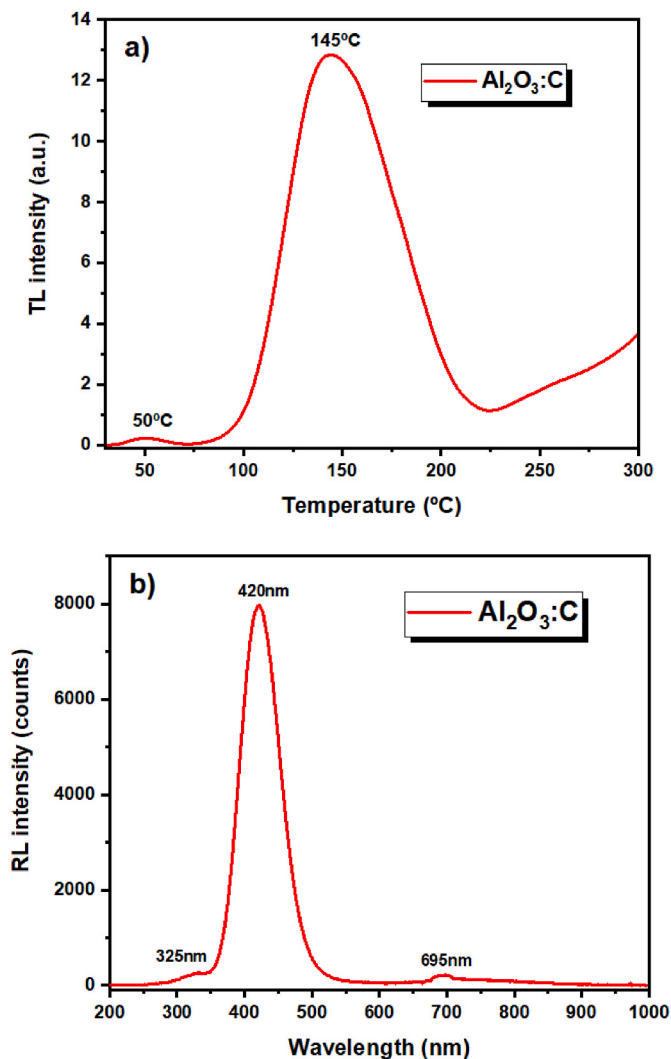 a)
145ºC
Al₂O₃:C
50ºC
TL intensity (a.u.)
14
12
10
8
6
4
2
0
50
100
150
200
250
300
Temperature (ºC)
b)
420nm
Al₂O₃:C
325nm
695nm
RL intensity (counts)
8000
6000
4000
2000
0
200
300
400
500
600
700
800
900
1000
Wavelength (nm)